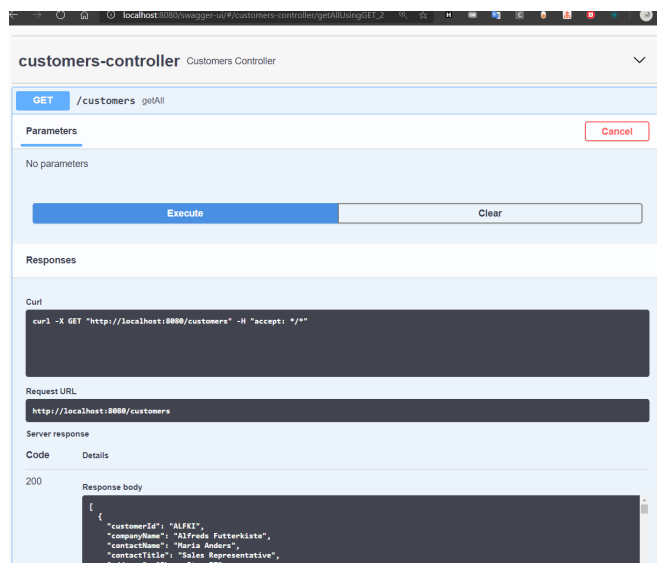 localhost:8080/swagger-ui/#/customers-controller/getAllUsingGET_2
customers-controller Customers Controller
GET /customers getAll
Parameters Cancel
No parameters
Execute Clear
Responses
Curl
curl -X GET "http://localhost:8080/customers" -H "accept: */*"
Request URL
http://localhost:8080/customers
Server response
Code Details
200 Response body
[
{
"customerId": "ALFKI",
"companyName": "Alfreds Futterkiste",
"contactName": "Maria Anders",
"contactTitle": "Sales Representative",